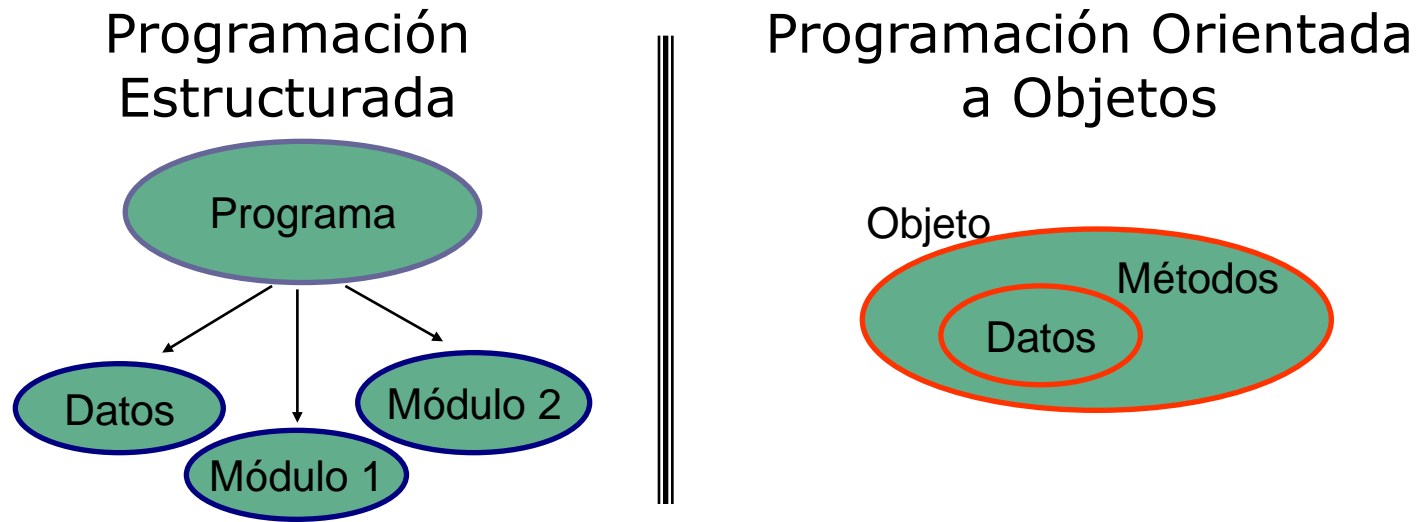 Programación
Estructurada
Programa
Datos
Módulo 1
Módulo 2
Programación Orientada
a Objetos
Objeto
Métodos
Datos